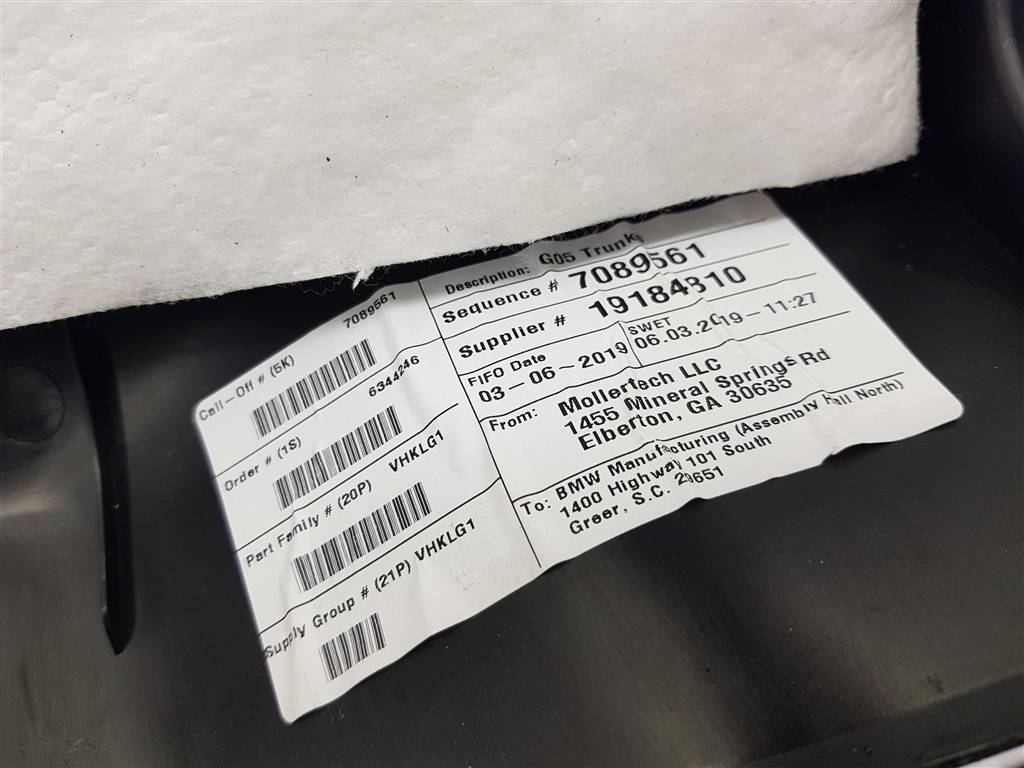 Call-Off # (5K)
7089561
Order # (1S)
6344246
Part Family # (20P)
VHKLG1
Supply Group # (21P) VHKLG1
Description: G05 Trunk
Sequence # 7089561
Supplier # 19184310
FIFO Date
03-06-2019
SWET
06.03.2019-11:27
From: Mollertech LLC
1455 Mineral Springs Rd
Elberton, GA 30635
To: BMW Manufacturing (Assembly Hall North)
1400 Highway 101 South
Greer, S.C. 29651